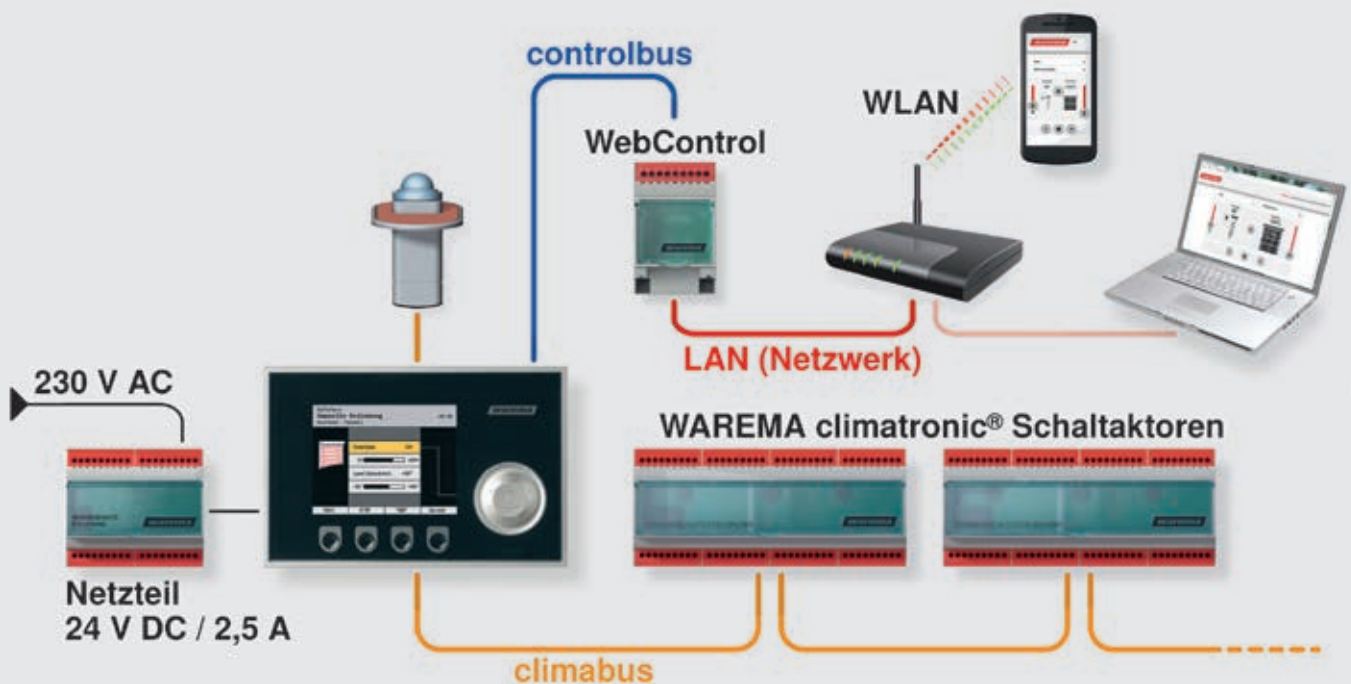 controlbus
WLAN
WebControl
LAN (Netzwerk)
230 V AC
WAREMA climatronic® Schaltaktoren
Netzteil
24 V DC / 2,5 A
climabus